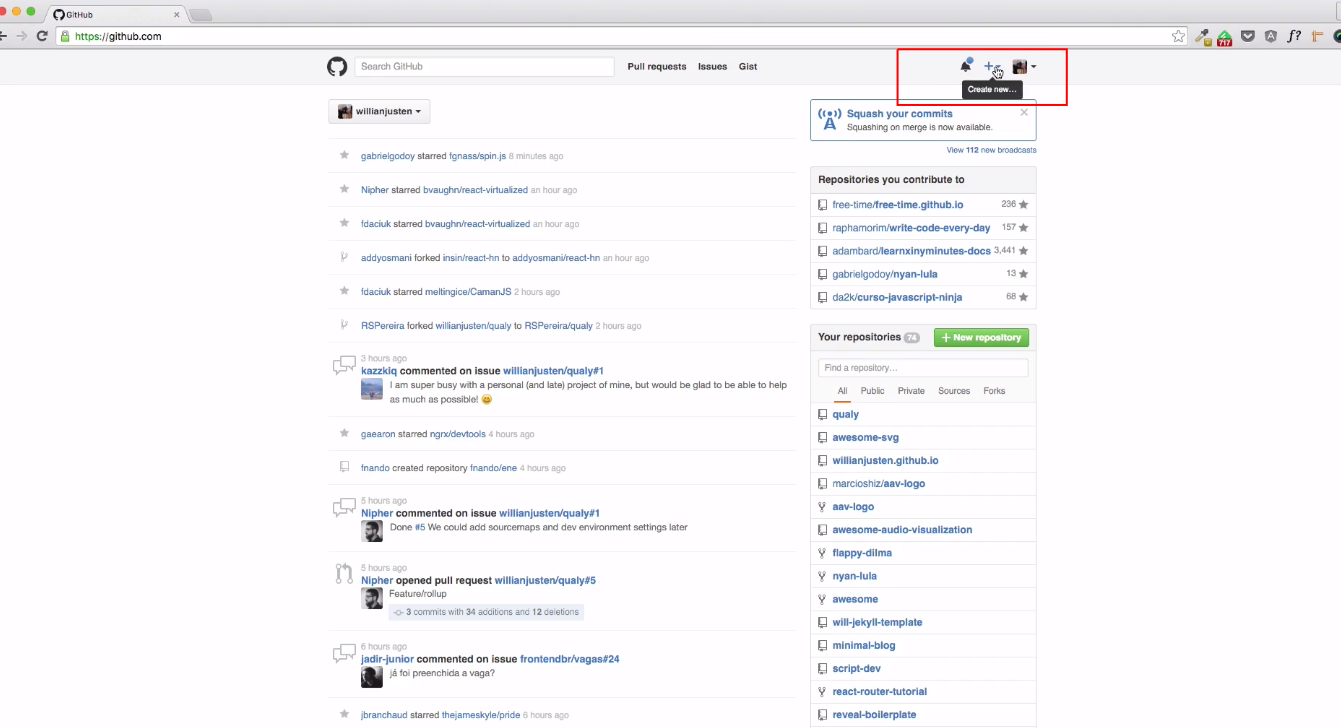 GitHub
https://github.com
717
f?
Search GitHub
Pull requests Issues Gist
Create new...
willianjusten
Squash your commits
Squashing on merge is now available.
View 112 new broadcasts
gabrielgodoy starred fgnass/spin.js 8 minutes ago
Nipher starred bvaughn/react-virtualized an hour ago
fdaciuk starred bvaughn/react-virtualized an hour ago
addyosmani forked insin/react-hn to addyosmani/react-hn an hour ago
fdaciuk starred meltingice/CamanJS 2 hours ago
RSPereira forked willianjusten/qualy to RSPereira/qualy 2 hours ago
3 hours ago
kazzkiq commented on issue willianjusten/qualy#1
I am super busy with a personal (and late) project of mine, but would be glad to be able to help
as much as possible! 😄
gaearon starred ngrx/devtools 4 hours ago
fnando created repository fnando/ene 4 hours ago
5 hours ago
Nipher commented on issue willianjusten/qualy#1
Done #5 We could add sourcemaps and dev environment settings later
5 hours ago
Nipher opened pull request willianjusten/qualy#5
Feature/rollup
3 commits with 34 additions and 12 deletions
6 hours ago
jadir-junior commented on issue frontendbr/vagas#24
já foi preenchida a vaga?
jbranchaud starred thejameskyle/pride 6 hours ago
Repositories you contribute to
free-time/free-time.github.io 236
raphamorim/write-code-every-day 157
adambard/learnxinyminutes-docs 3,441
gabrielgodoy/nyan-lula 13
da2k/curso-javascript-ninja 68
Your repositories 74 New repository
Find a repository...
All Public Private Sources Forks
qualy
awesome-svg
willianjusten.github.io
marcioshiz/aav-logo
aav-logo
awesome-audio-visualization
flappy-dilma
nyan-lula
awesome
will-jekyll-template
minimal-blog
script-dev
react-router-tutorial
reveal-boilerplate